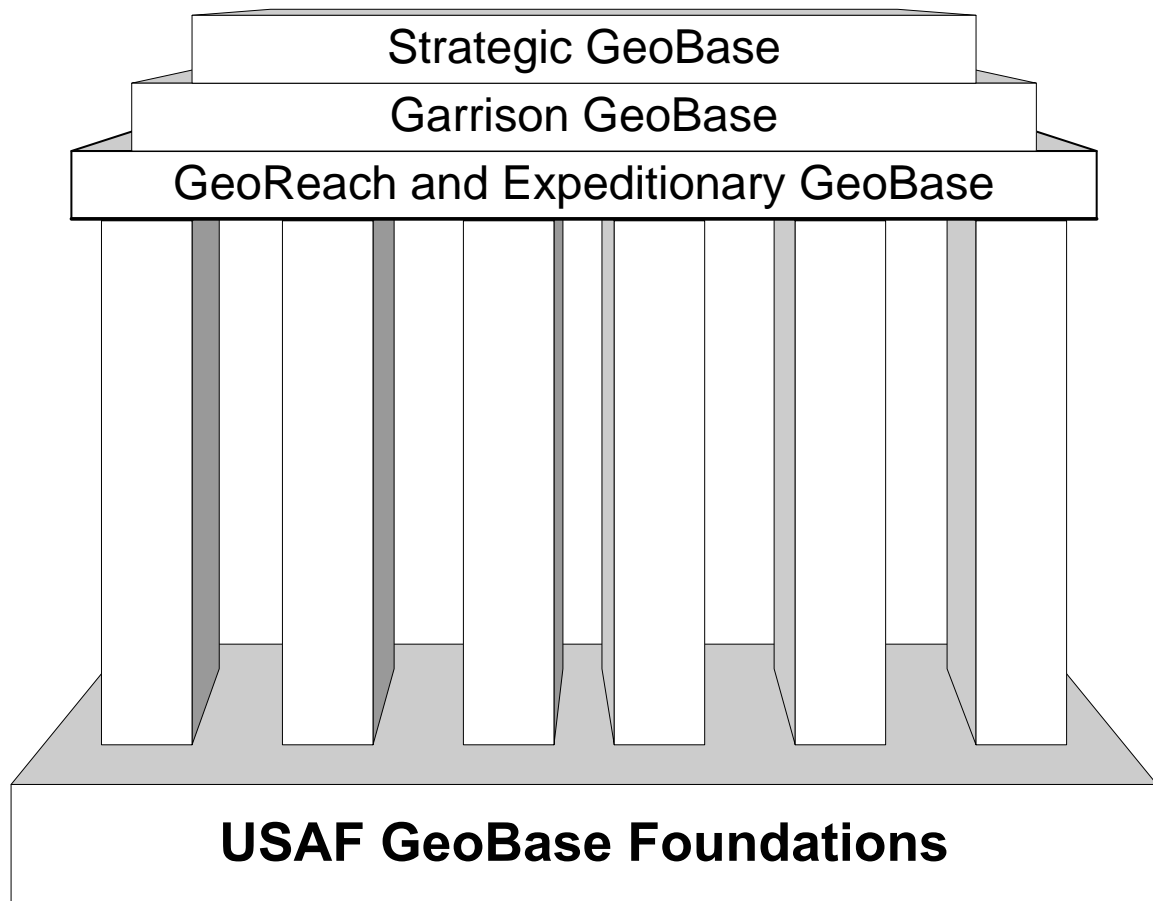 Strategic GeoBase
Garrison GeoBase
GeoReach and Expeditionary GeoBase
USAF GeoBase Foundations